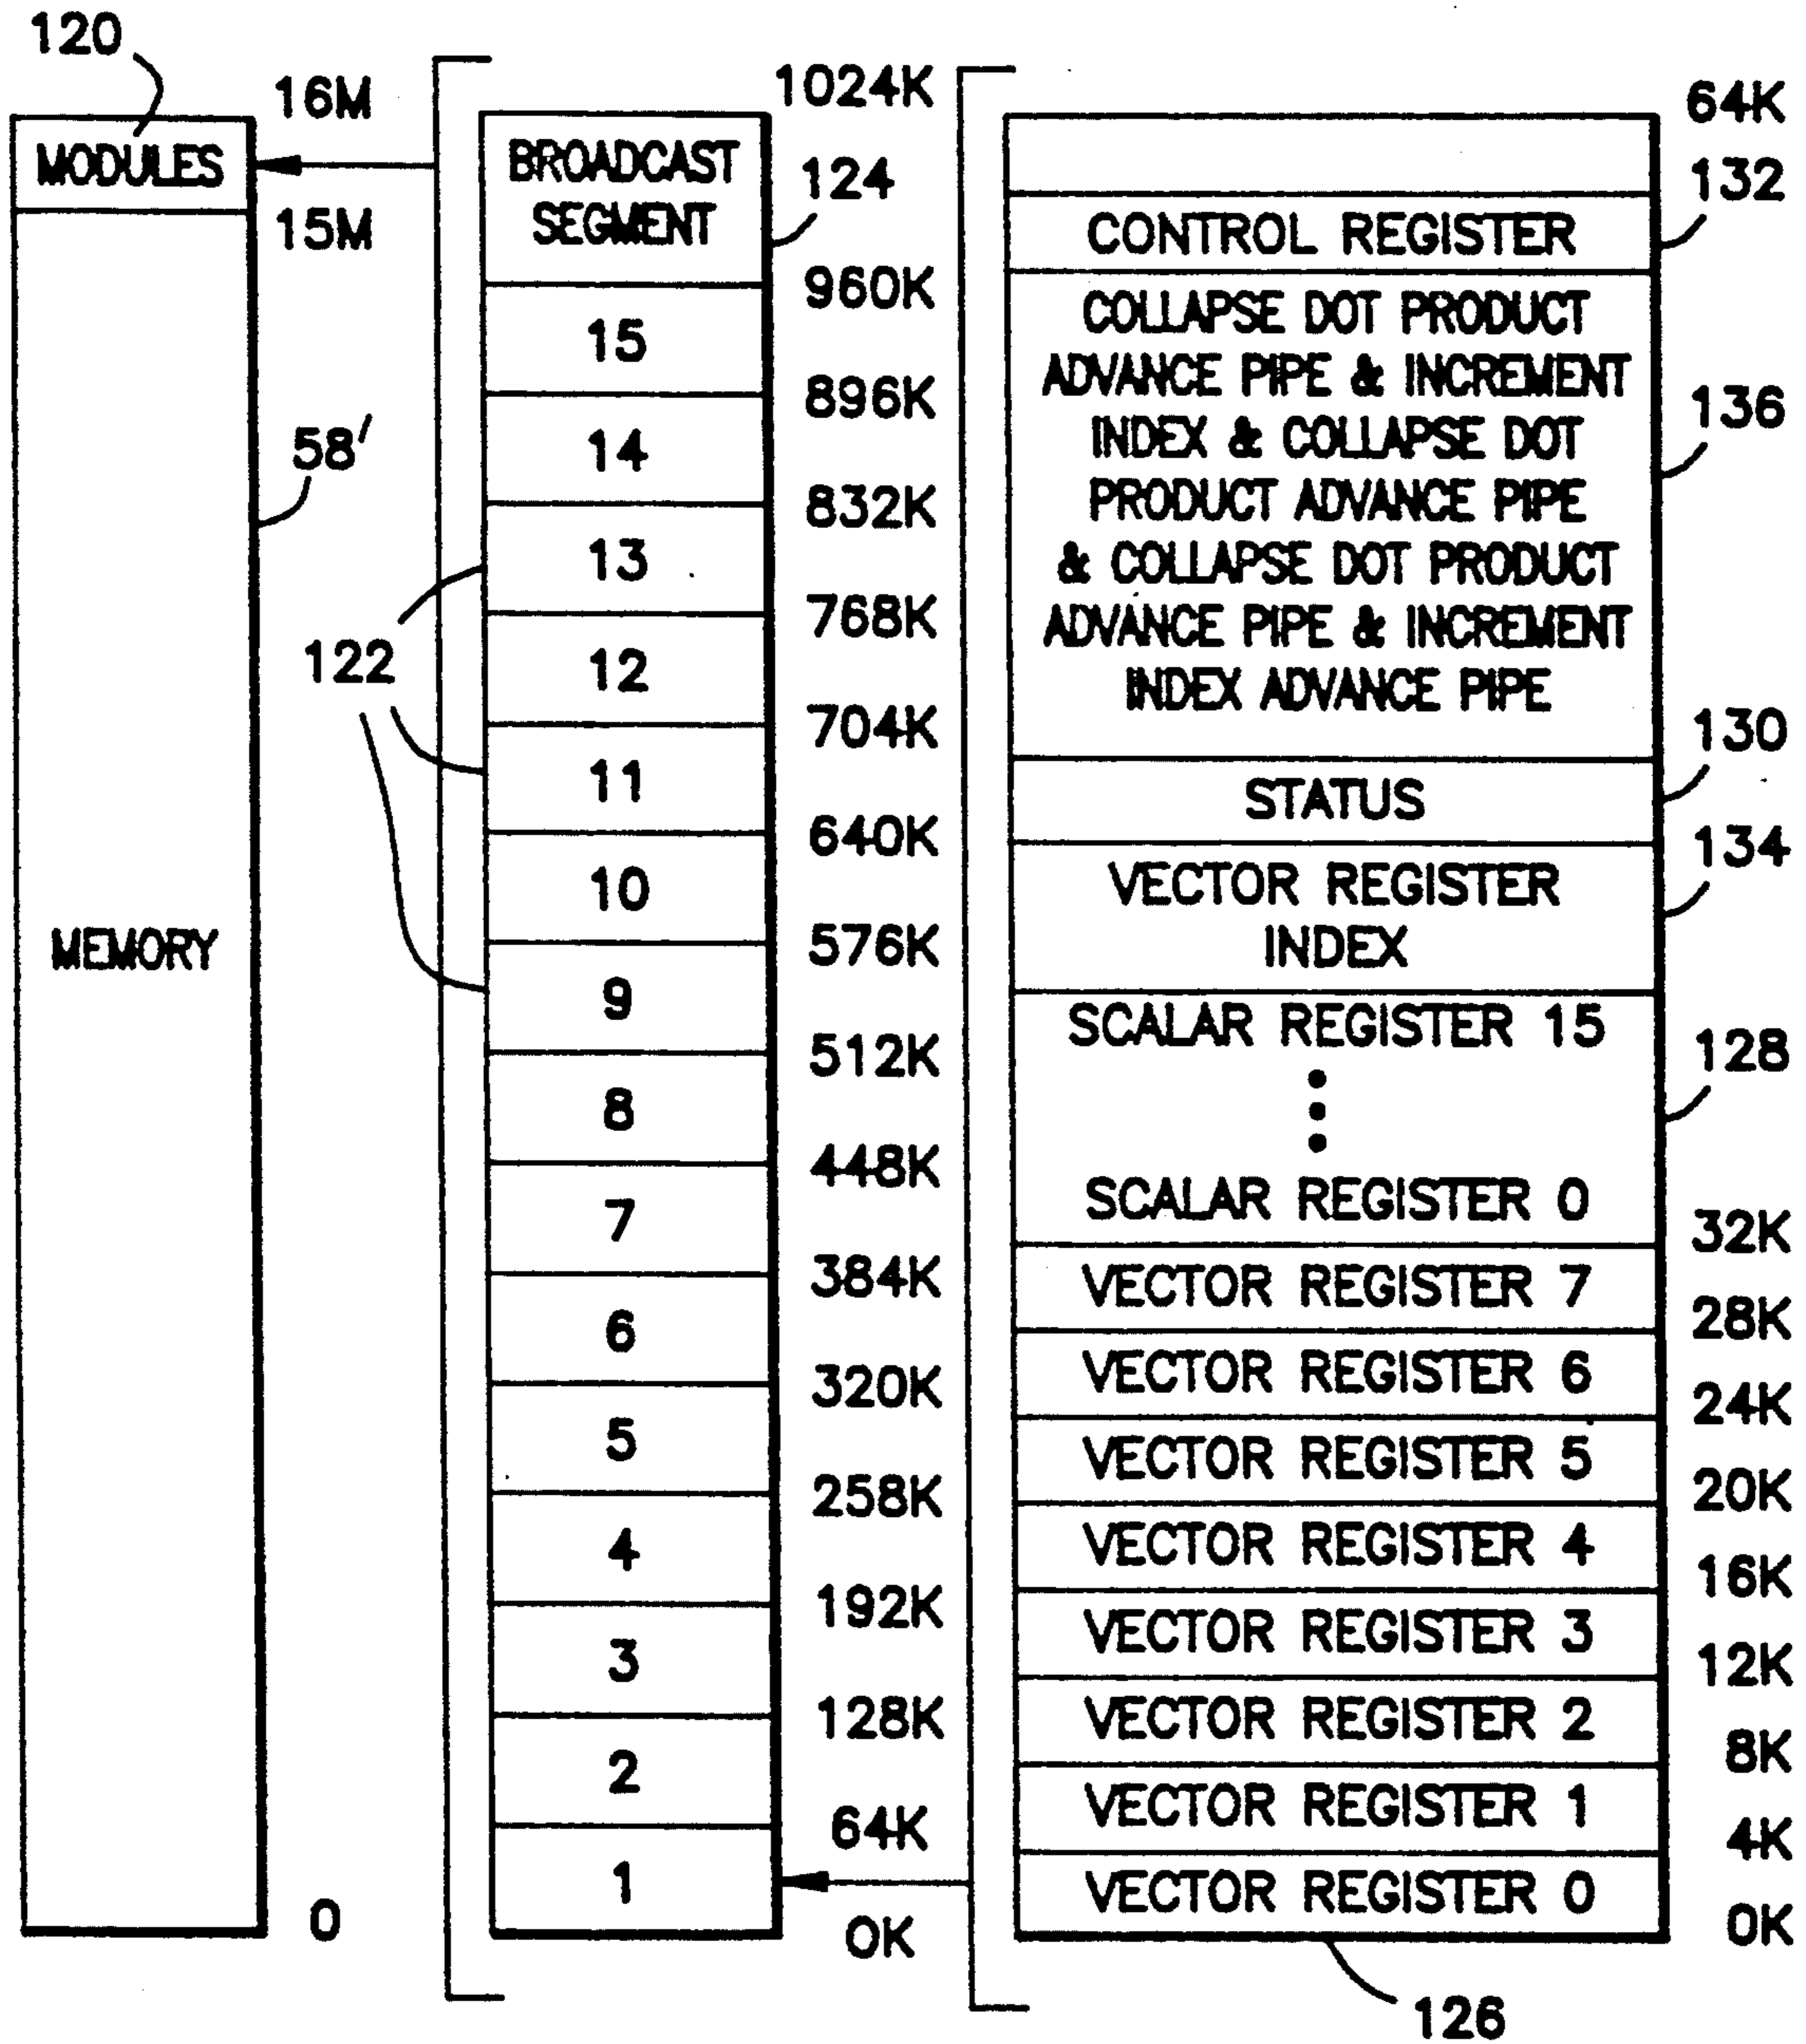 120
16M
MODULES
15M
58'
MEMORY
0
122
1024K
BROADCAST
SEGMENT
124
960K
15
896K
14
832K
13
768K
12
704K
11
640K
10
576K
9
512K
8
448K
7
384K
6
320K
5
258K
4
192K
3
128K
2
64K
1
0K
64K
132
CONTROL REGISTER
COLLAPSE DOT PRODUCT
ADVANCE PIPE & INCREMENT
INDEX & COLLAPSE DOT
PRODUCT ADVANCE PIPE
& COLLAPSE DOT PRODUCT
ADVANCE PIPE & INCREMENT
INDEX ADVANCE PIPE
136
130
STATUS
134
VECTOR REGISTER
INDEX
SCALAR REGISTER 15
128
SCALAR REGISTER 0
32K
VECTOR REGISTER 7
28K
VECTOR REGISTER 6
24K
VECTOR REGISTER 5
20K
VECTOR REGISTER 4
16K
VECTOR REGISTER 3
12K
VECTOR REGISTER 2
8K
VECTOR REGISTER 1
4K
VECTOR REGISTER 0
0K
126